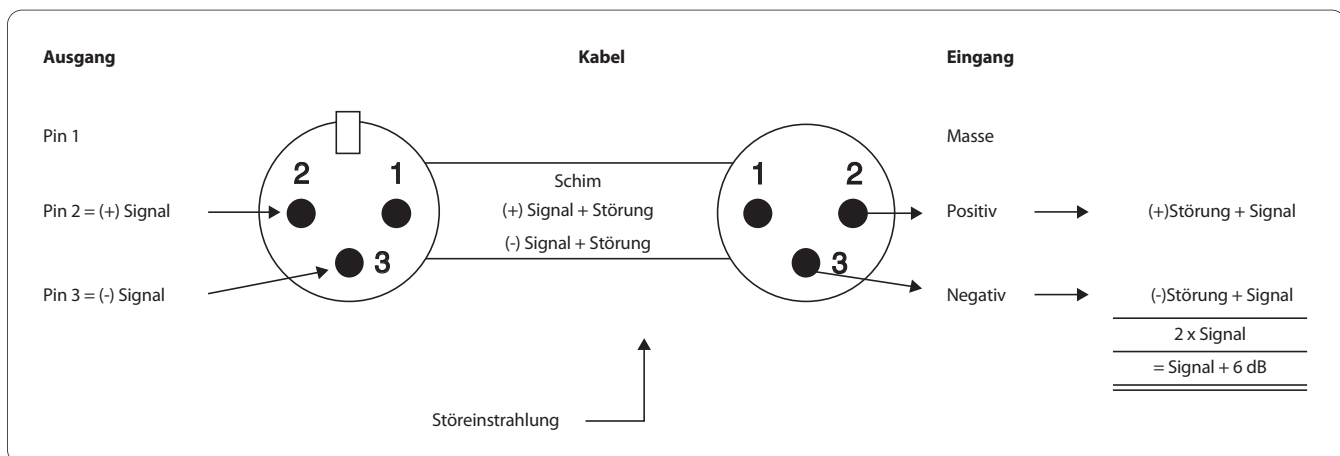 Ausgang
Kabel
Eingang
Pin 1
Masse
2
1
1
2
Schim
Pin 2 = (+) Signal
(+) Signal + Störung
Positiv
(+)Störung + Signal
(-) Signal + Störung
3
3
Pin 3 = (-) Signal
Negativ
(-)Störung + Signal
2 x Signal
= Signal + 6 dB
Störeinstrahlung